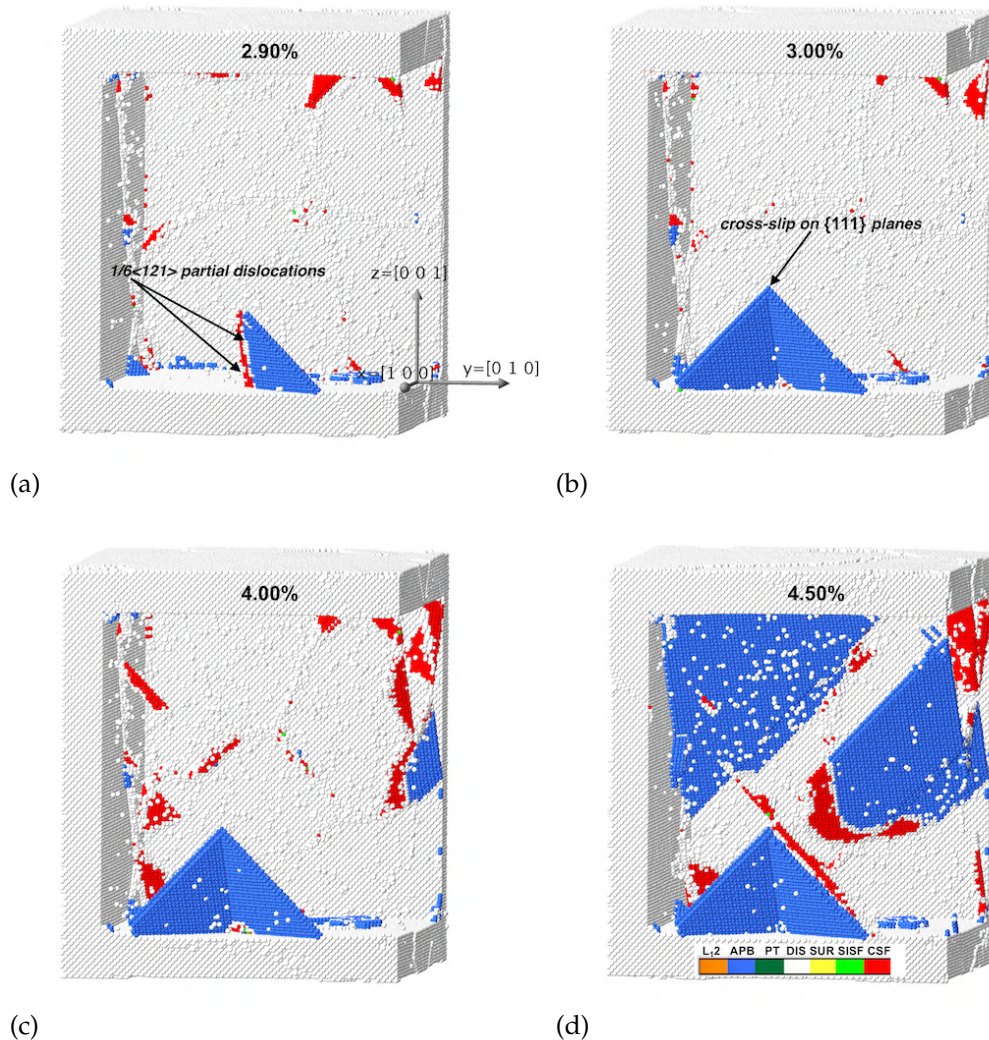 2.90%
3.00%
cross-slip on {111} planes
1/6<121> partial dislocations
z=[0 0 1]
x=[1 0 0]
y=[0 1 0]
(a)
(b)
4.00%
4.50%
L₁2 APB PT DIS SUR SISF CSF
(c)
(d)